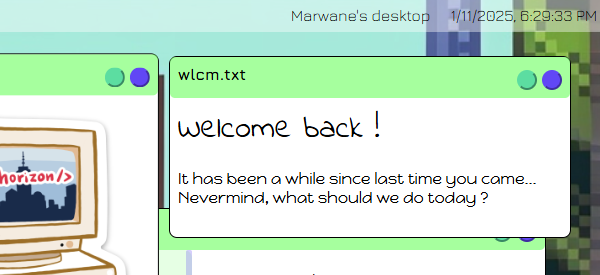 Marwane's desktop 1/11/2025, 6:29:33 PM
wlcm.txt
Welcome back !
horizon/>
It has been a while since last time you came...
Nevermind, what should we do today ?